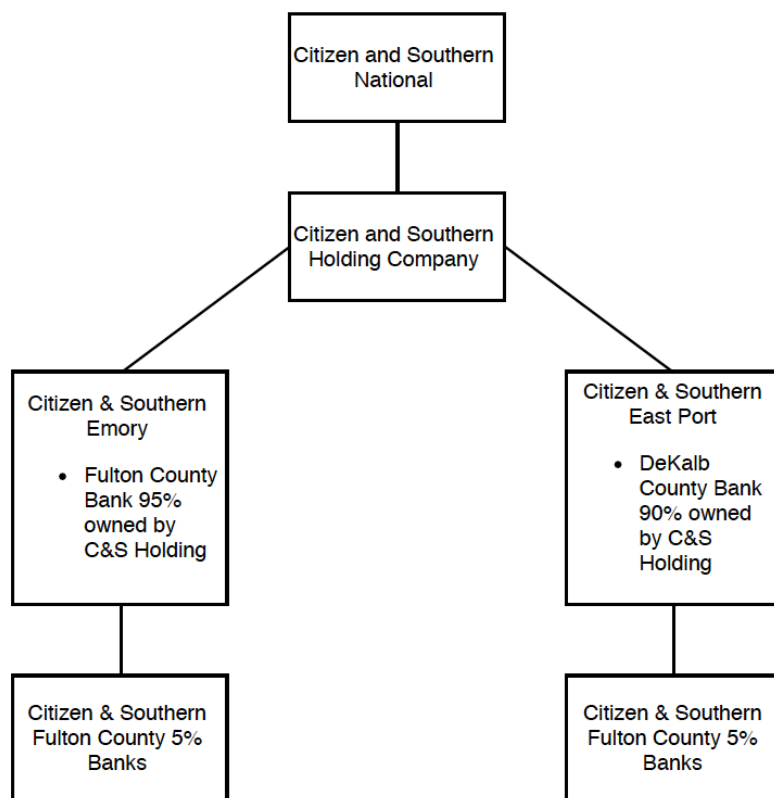 Citizen and Southern
National
Citizen and Southern
Holding Company
Citizen & Southern
Emory
• Fulton County
Bank 95%
owned by
C&S Holding
Citizen & Southern
East Port
• DeKalb
County Bank
90% owned
by C&S
Holding
Citizen & Southern
Fulton County 5%
Banks
Citizen & Southern
Fulton County 5%
Banks